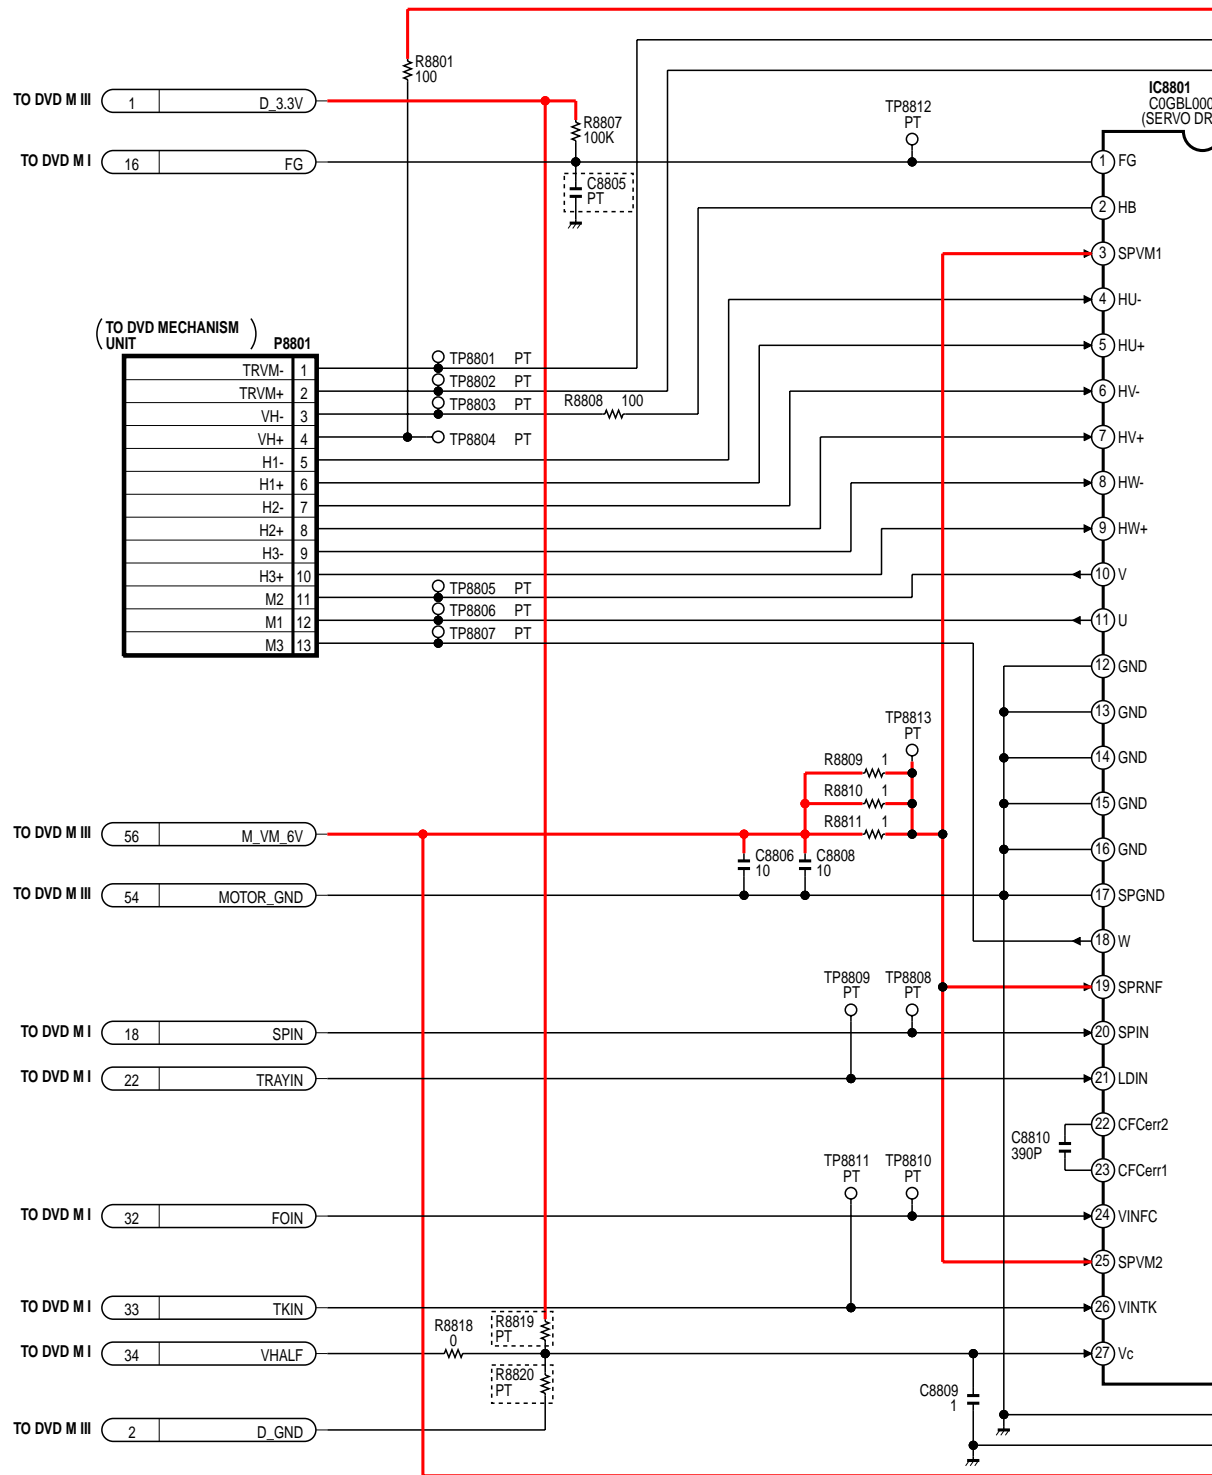 R8801
100
TO DVD M III 1 D_3.3V
R8807
100K
TP8812
PT
IC8801
C0GBL000
(SERVO DR
TO DVD M I 16 FG
1 FG
C8805
PT
2 HB
3 SPVM1
4 HU-
(TO DVD MECHANISM
UNIT) P8801
5 HU+
TRVM- 1 TP8801 PT
TRVM+ 2 TP8802 PT
6 HV-
VH- 3 TP8803 PT
R8808 100
VH+ 4 TP8804 PT
7 HV+
H1- 5
H1+ 6
8 HW-
H2- 7
H2+ 8
9 HW+
H3- 9
H3+ 10
10 V
M2 11 TP8805 PT
M1 12 TP8806 PT
11 U
M3 13 TP8807 PT
12 GND
13 GND
TP8813
PT
14 GND
R8809 1
R8810 1
15 GND
R8811 1
TO DVD M III 56 M_VM_6V
16 GND
C8806
10
C8808
10
TO DVD M III 54 MOTOR_GND
17 SPGND
18 W
TP8809
PT
TP8808
PT
19 SPRNF
TO DVD M I 18 SPIN
20 SPIN
TO DVD M I 22 TRAYIN
21 LDIN
22 CFCerr2
C8810
390P
23 CFCerr1
TP8811
PT
TP8810
PT
TO DVD M I 32 FOIN
24 VINFC
25 SPVM2
TO DVD M I 33 TKIN
26 VINTK
R8819
PT
R8818
0
TO DVD M I 34 VHALF
27 Vc
R8820
PT
C8809
1
TO DVD M III 2 D_GND